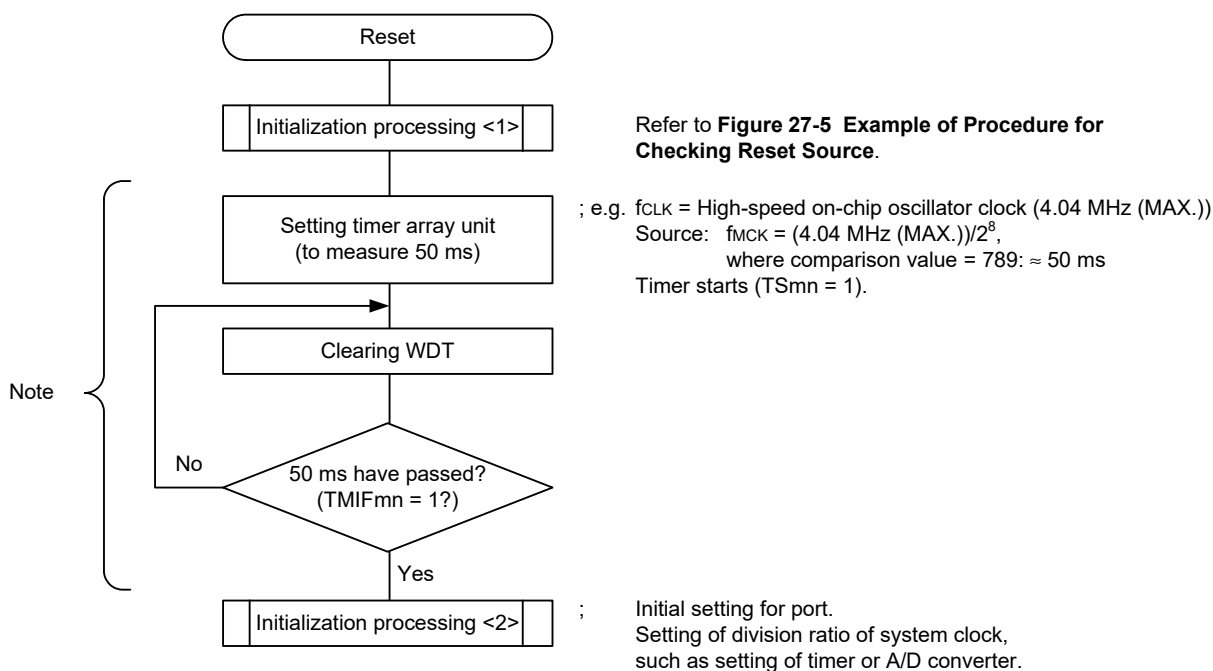 Reset
Initialization processing <1>
Refer to Figure 27-5 Example of Procedure for
Checking Reset Source.
Setting timer array unit
(to measure 50 ms)
; e.g. fCLK = High-speed on-chip oscillator clock (4.04 MHz (MAX.))
Source: fMCK = (4.04 MHz (MAX.))/2⁸,
where comparison value = 789: ≈ 50 ms
Timer starts (TSmn = 1).
Clearing WDT
Note
No
50 ms have passed?
(TMIFmn = 1?)
Yes
Initialization processing <2>
; Initial setting for port.
Setting of division ratio of system clock,
such as setting of timer or A/D converter.